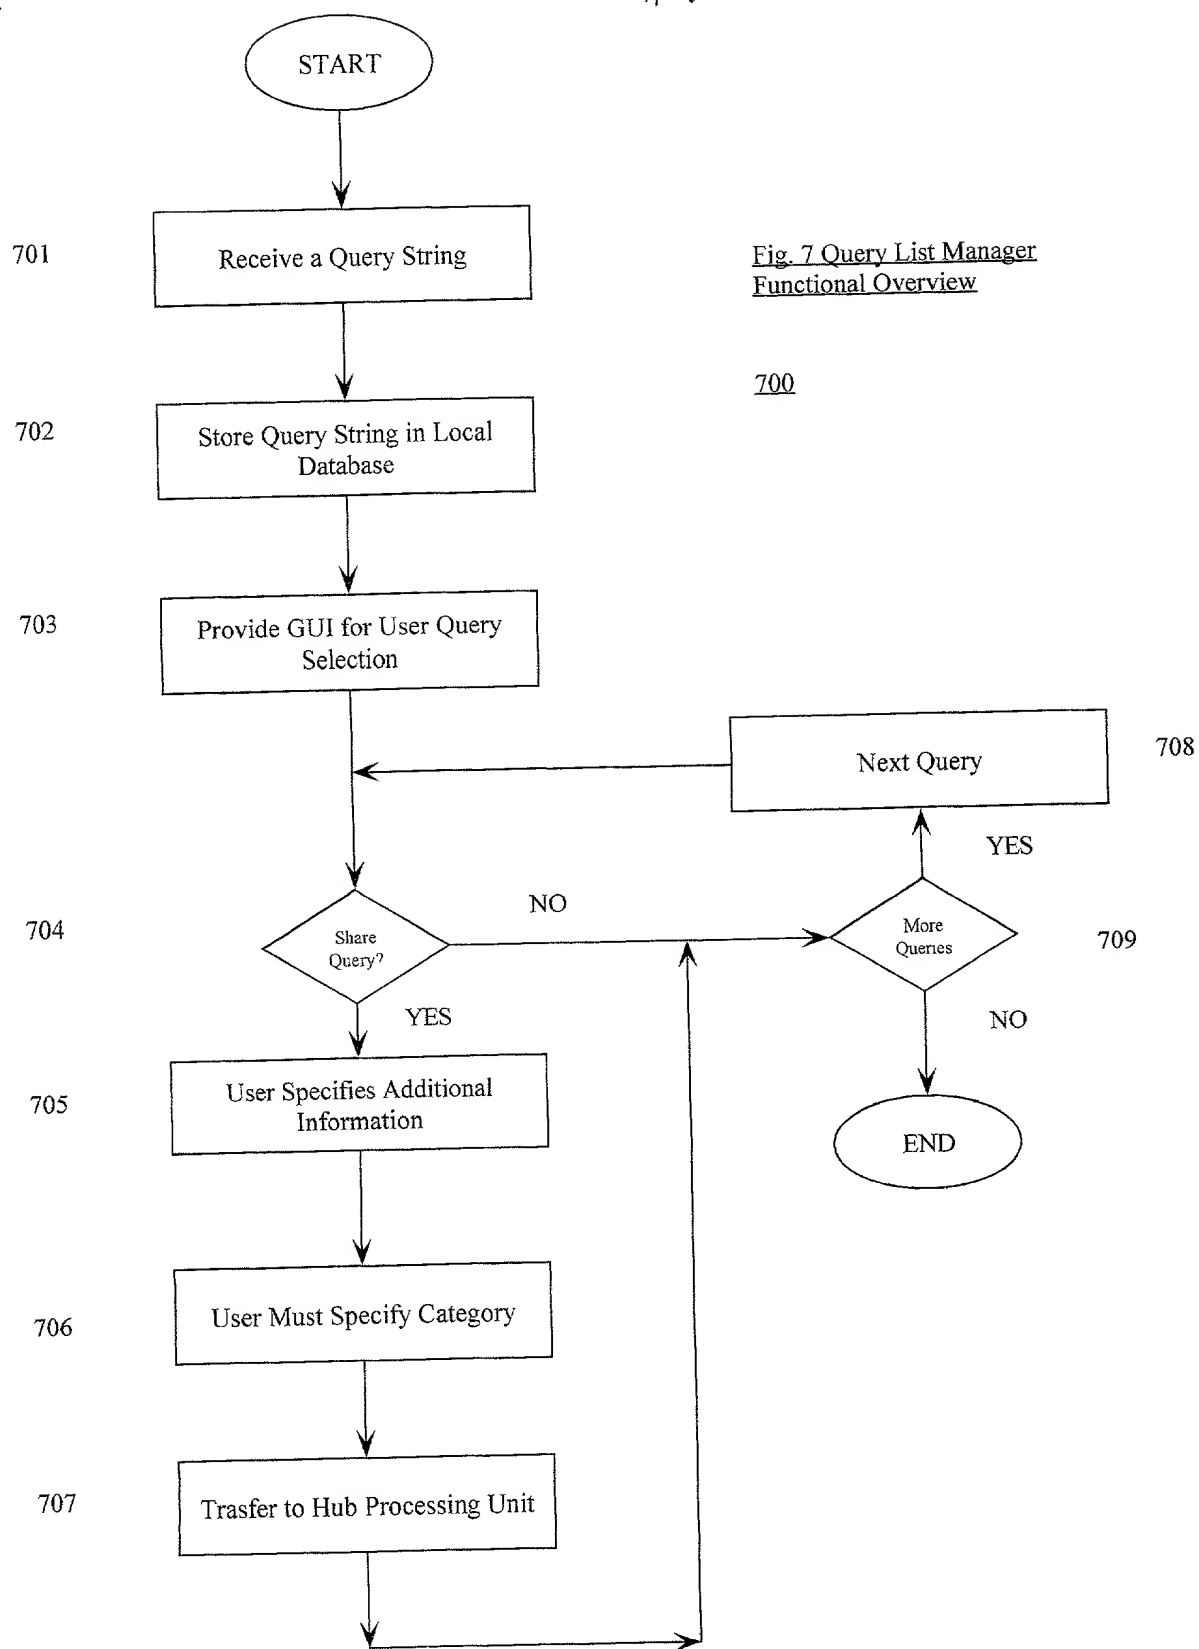 START
701
Receive a Query String
Fig. 7 Query List Manager
Functional Overview
700
702
Store Query String in Local
Database
703
Provide GUI for User Query
Selection
Next Query
708
YES
704
Share
Query?
NO
More
Queries
709
YES
NO
705
User Specifies Additional
Information
END
706
User Must Specify Category
707
Trasfer to Hub Processing Unit